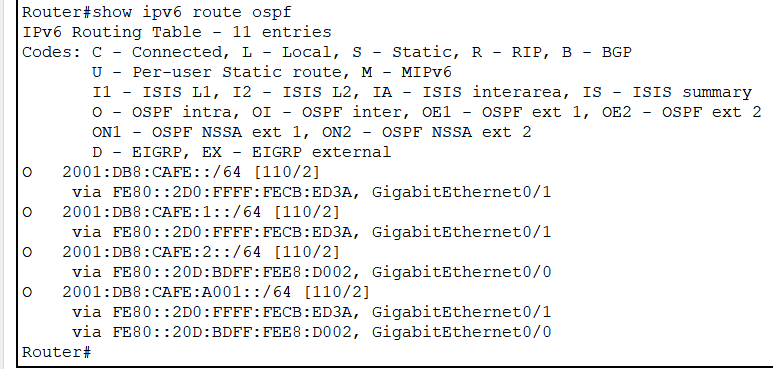 Router#show ipv6 route ospf
IPv6 Routing Table - 11 entries
Codes: C - Connected, L - Local, S - Static, R - RIP, B - BGP
       U - Per-user Static route, M - MIPv6
       I1 - ISIS L1, I2 - ISIS L2, IA - ISIS interarea, IS - ISIS summary
       O - OSPF intra, OI - OSPF inter, OE1 - OSPF ext 1, OE2 - OSPF ext 2
       ON1 - OSPF NSSA ext 1, ON2 - OSPF NSSA ext 2
       D - EIGRP, EX - EIGRP external
O   2001:DB8:CAFE::/64 [110/2]
     via FE80::2D0:FFFF:FECB:ED3A, GigabitEthernet0/1
O   2001:DB8:CAFE:1::/64 [110/2]
     via FE80::2D0:FFFF:FECB:ED3A, GigabitEthernet0/1
O   2001:DB8:CAFE:2::/64 [110/2]
     via FE80::20D:BDFF:FEE8:D002, GigabitEthernet0/0
O   2001:DB8:CAFE:A001::/64 [110/2]
     via FE80::2D0:FFFF:FECB:ED3A, GigabitEthernet0/1
     via FE80::20D:BDFF:FEE8:D002, GigabitEthernet0/0
Router#